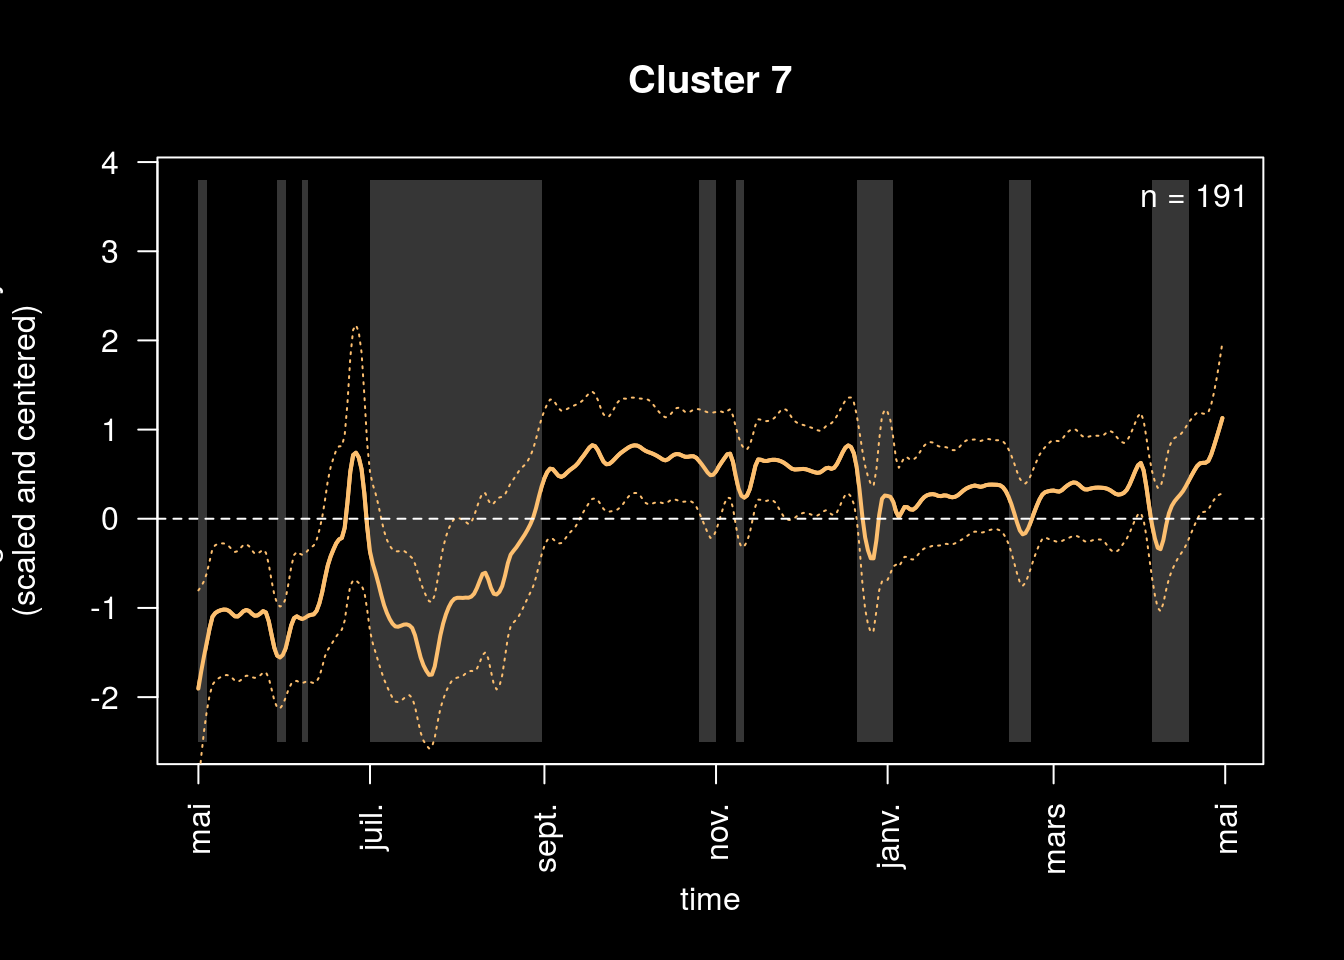 Cluster 7
n = 191
4
3
2
1
0
-1
-2
(scaled and centered)
mai
juil.
sept.
nov.
janv.
mars
mai
time